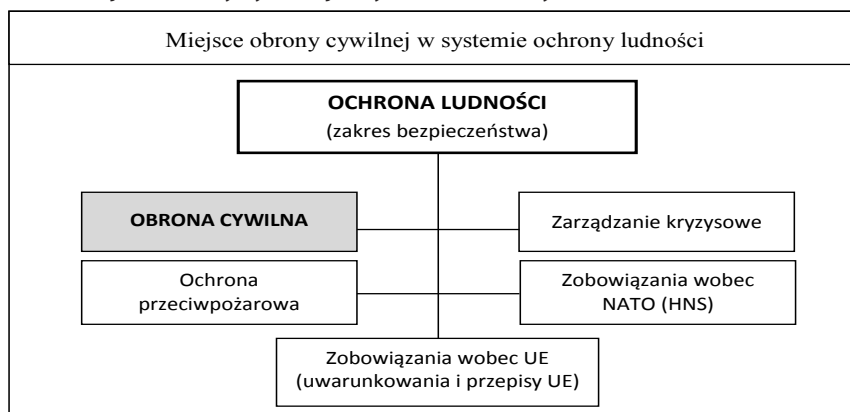 Miejsce obrony cywilnej w systemie ochrony ludności
OCHRONA LUDNOŚCI
(zakres bezpieczeństwa)
OBRONA CYWILNA
Zarządzanie kryzysowe
Ochrona
przeciwpożarowa
Zobowiązania wobec
NATO (HNS)
Zobowiązania wobec UE
(uwarunkowania i przepisy UE)